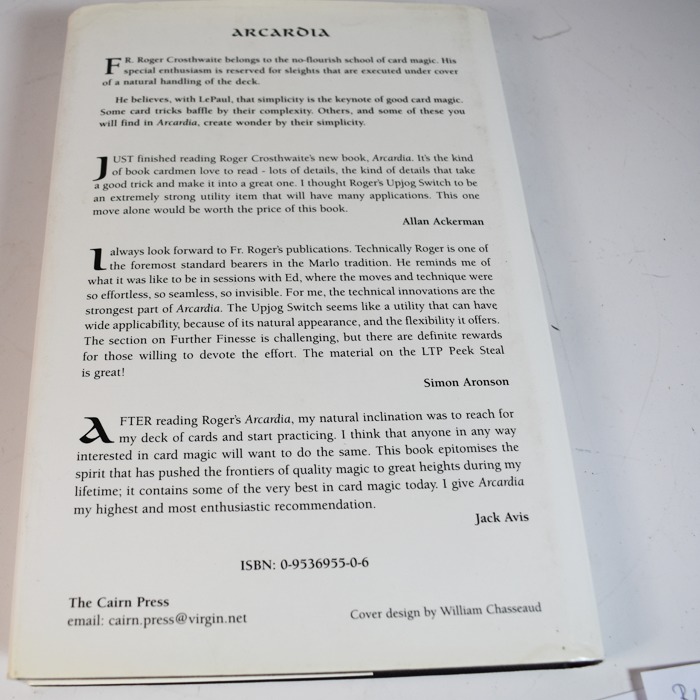 ARCARDIA
FR. Roger Crosthwaite belongs to the no-flourish school of card magic. His
special enthusiasm is reserved for sleights that are executed under cover
of a natural handling of the deck.
He believes, with LePaul, that simplicity is the keynote of good card magic.
Some card tricks baffle by their complexity. Others, and some of these you
will find in Arcardia, create wonder by their simplicity.
JUST finished reading Roger Crosthwaite's new book, Arcardia. It's the kind
of book cardmen love to read - lots of details, the kind of details that take
a good trick and make it into a great one. I thought Roger's Upjog Switch to be
an extremely strong utility item that will have many applications. This one
move alone would be worth the price of this book.
Allan Ackerman
I always look forward to Fr. Roger's publications. Technically Roger is one of
the foremost standard bearers in the Marlo tradition. He reminds me of
what it was like to be in sessions with Ed, where the moves and technique were
so effortless, so seamless, so invisible. For me, the technical innovations are the
strongest part of Arcardia. The Upjog Switch seems like a utility that can have
wide applicability, because of its natural appearance, and the flexibility it offers.
The section on Further Finesse is challenging, but there are definite rewards
for those willing to devote the effort. The material on the LTP Peek Steal
is great!
Simon Aronson
AFTER reading Roger's Arcardia, my natural inclination was to reach for
my deck of cards and start practicing. I think that anyone in any way
interested in card magic will want to do the same. This book epitomises the
spirit that has pushed the frontiers of quality magic to great heights during my
lifetime; it contains some of the very best in card magic today. I give Arcardia
my highest and most enthusiastic recommendation.
Jack Avis
ISBN: 0-9536955-0-6
The Cairn Press
email: cairn.press@virgin.net
Cover design by William Chasseaud